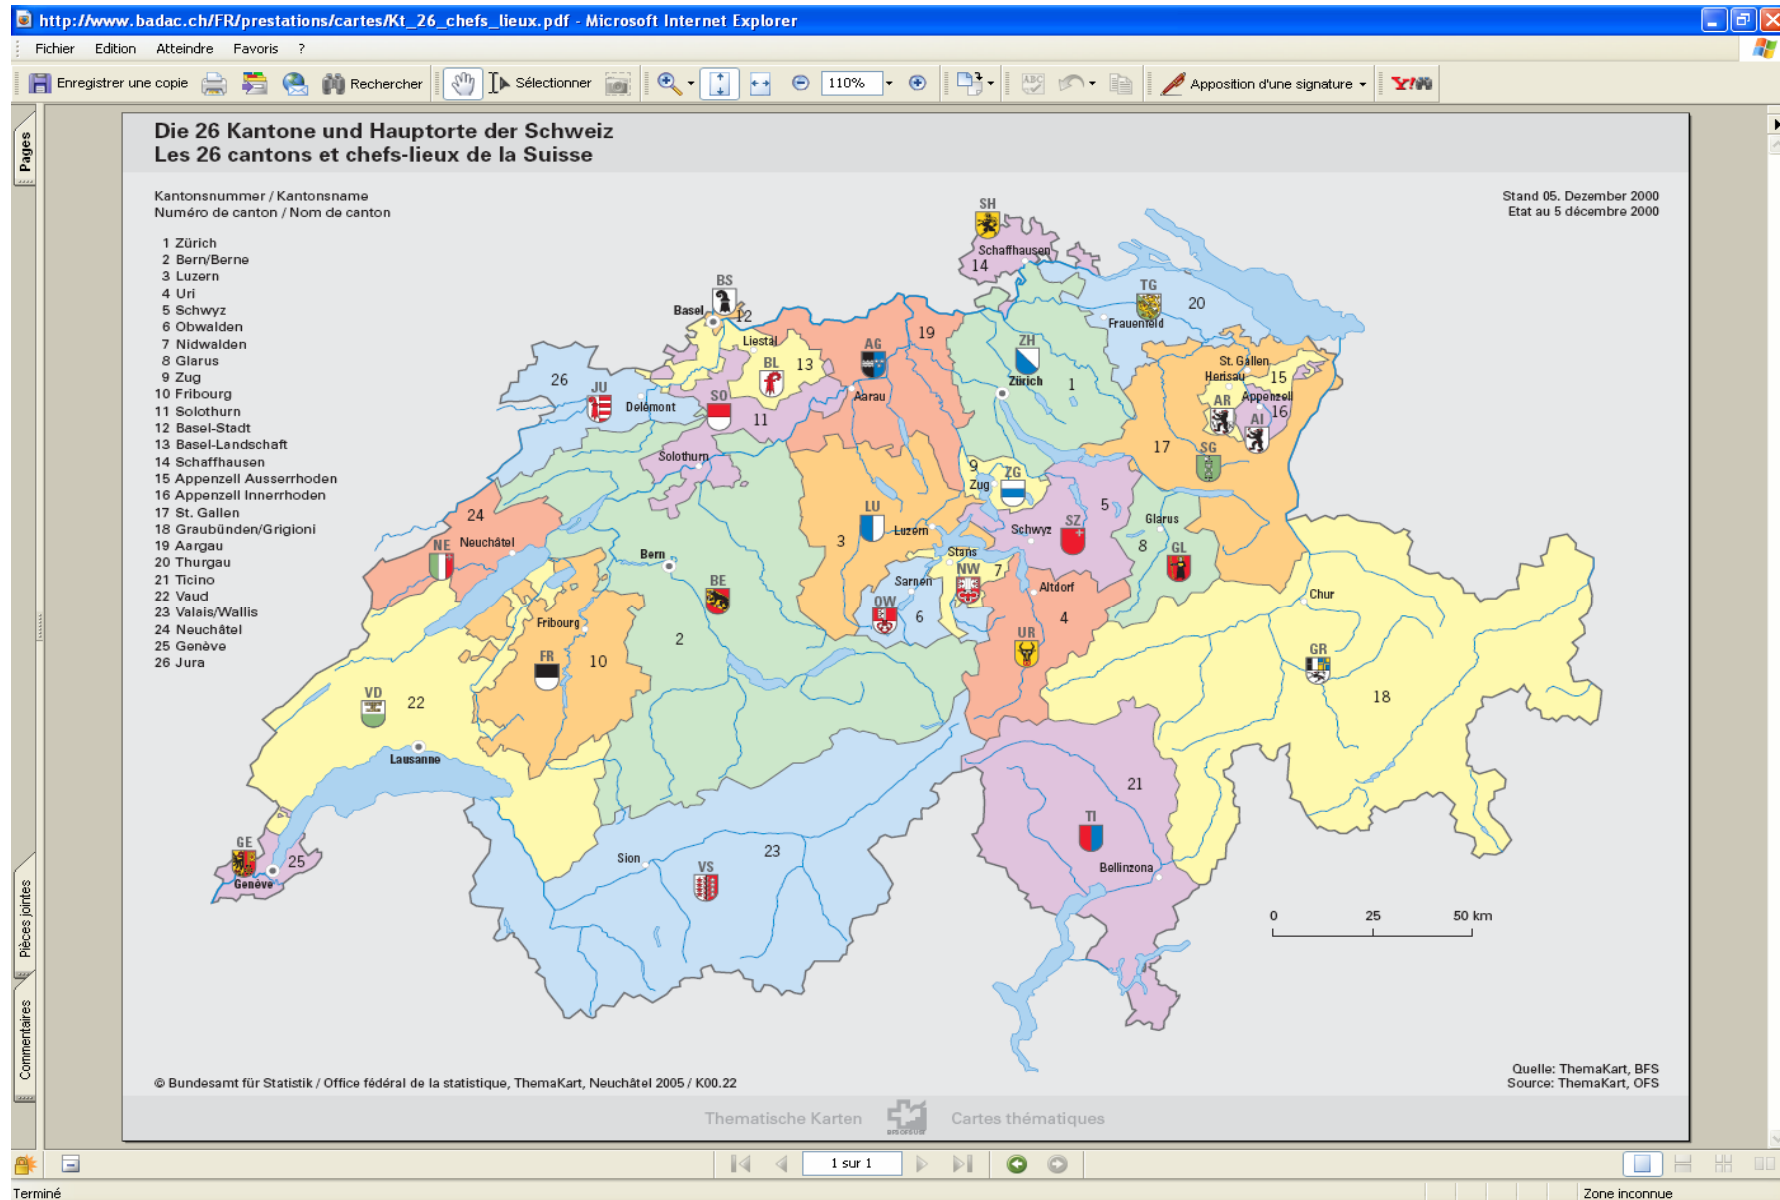 http://www.badac.ch/FR/prestations/cartes/Kt_26_chefs_lieux.pdf - Microsoft Internet Explorer
Fichier Edition Atteindre Favoris ?
Enregistrer une copie Rechercher Sélectionner 110% Apposition d'une signature Y!
Pages
Pièces jointes
Commentaires
Die 26 Kantone und Hauptorte der Schweiz
Les 26 cantons et chefs-lieux de la Suisse
Kantonsnummer / Kantonsname
Numéro de canton / Nom de canton
Stand 05. Dezember 2000
Etat au 5 décembre 2000
1 Zürich
2 Bern/Berne
3 Luzern
4 Uri
5 Schwyz
6 Obwalden
7 Nidwalden
8 Glarus
9 Zug
10 Fribourg
11 Solothurn
12 Basel-Stadt
13 Basel-Landschaft
14 Schaffhausen
15 Appenzell Ausserrhoden
16 Appenzell Innerrhoden
17 St. Gallen
18 Graubünden/Grigioni
19 Aargau
20 Thurgau
21 Ticino
22 Vaud
23 Valais/Wallis
24 Neuchâtel
25 Genève
26 Jura
SH
Schaffhausen
14
BS
Basel
12
TG
20
Frauenfeld
Liestal
BL
13
AG
19
Aarau
ZH
Zürich
1
St. Gallen
Herisau
15
AR
Appenzell
AI
16
17
SG
26
JU
Delémont
SO
11
Solothurn
9
ZG
Zug
5
SZ
Schwyz
Glarus
8
GL
24
NE
Neuchâtel
LU
Luzern
3
Bern
BE
2
Stans
NW
7
Sarnen
OW
6
Altdorf
4
UR
Chur
GR
18
Fribourg
FR
10
VD
22
Lausanne
21
TI
Bellinzona
GE
25
Genève
Sion
VS
23
0 25 50 km
© Bundesamt für Statistik / Office fédéral de la statistique, ThemaKart, Neuchâtel 2005 / K00.22
Quelle: ThemaKart, BFS
Source: ThemaKart, OFS
Thematische Karten Cartes thématiques
1 sur 1
Terminé Zone inconnue